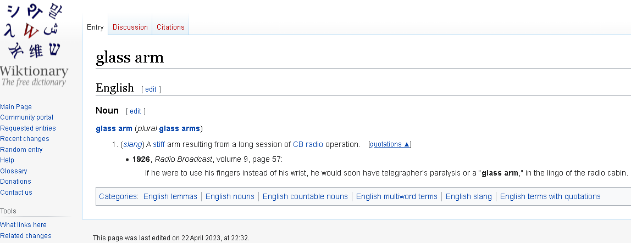 Wiktionary
The free dictionary
Main Page
Community portal
Requested entries
Recent changes
Random entry
Help
Glossary
Donations
Contact us
Tools
What links here
Related changes
Entry Discussion Citations
glass arm
English [ edit ]
Noun [ edit ]
glass arm (plural glass arms)
1. (slang) A stiff arm resulting from a long session of CB radio operation. [quotations ▲]
• 1926, Radio Broadcast, volume 9, page 57:
If he were to use his fingers instead of his wrist, he would soon have telegrapher's paralysis or a "glass arm," in the lingo of the radio cabin.
Categories: English lemmas | English nouns | English countable nouns | English multiword terms | English slang | English terms with quotations
This page was last edited on 22 April 2023, at 22:32